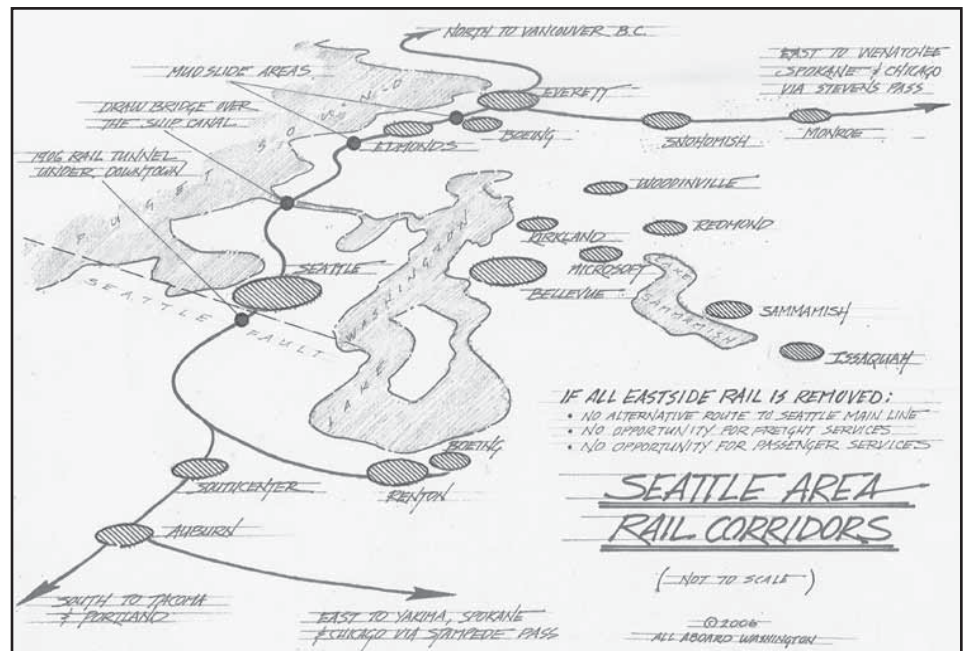 NORTH TO VANCOUVER B.C.
EAST TO WENATCHEE
SPOKANE & CHICAGO
VIA STEVENS PASS
MUDSLIDE AREAS
DRAW BRIDGE OVER
THE SHIP CANAL
1906 RAIL TUNNEL
UNDER DOWNTOWN
EVERETT
BOEING
EDMONDS
SNOHOMISH
MONROE
PUGET SOUND
WOODINVILLE
KIRKLAND
REDMOND
MICROSOFT
BELLEVUE
SEATTLE
SEATTLE FAULT
LAKE WASHINGTON
LAKE
SAMMAMISH
SAMMAMISH
ISSAQUAH
IF ALL EASTSIDE RAIL IS REMOVED:
• NO ALTERNATIVE ROUTE TO SEATTLE MAIN LINE
• NO OPPORTUNITY FOR FREIGHT SERVICES
• NO OPPORTUNITY FOR PASSENGER SERVICES
BOEING
SOUTHCENTER
RENTON
AUBURN
SEATTLE AREA
RAIL CORRIDORS
(NOT TO SCALE)
SOUTH TO TACOMA
& PORTLAND
EAST TO YAKIMA, SPOKANE
& CHICAGO VIA STAMPEDE PASS
© 2006
ALL ABOARD WASHINGTON